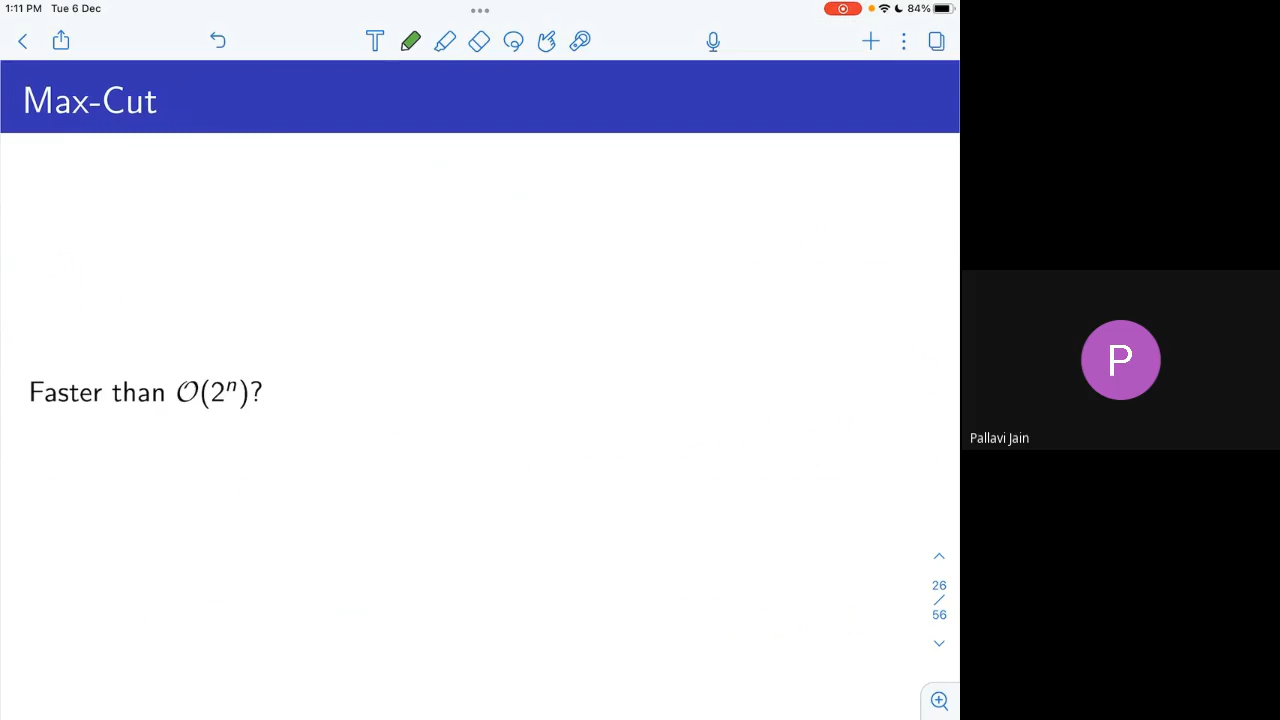 1:11 PM Tue 6 Dec
84%
T
Max-Cut
Faster than 𝒪(2ⁿ)?
26
/
56
P
Pallavi Jain